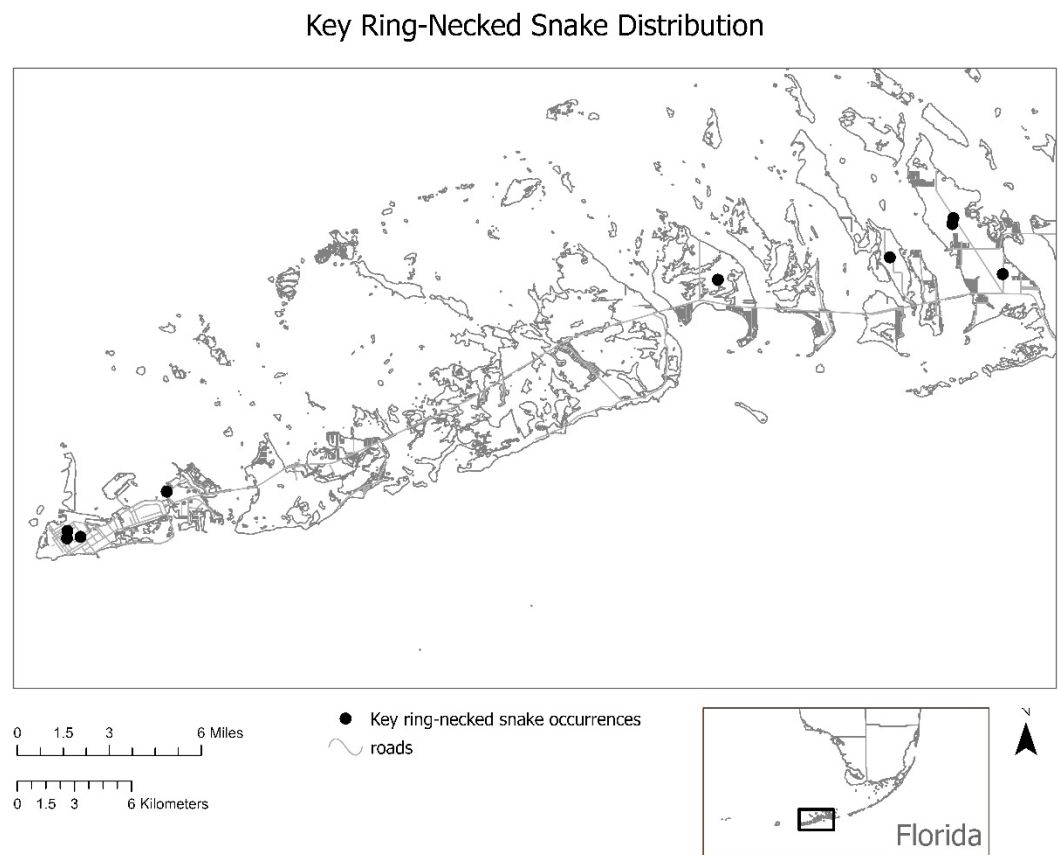 Key Ring-Necked Snake Distribution
0 1.5 3 6 Miles
0 1.5 3 6 Kilometers
Key ring-necked snake occurrences
roads
Florida
N